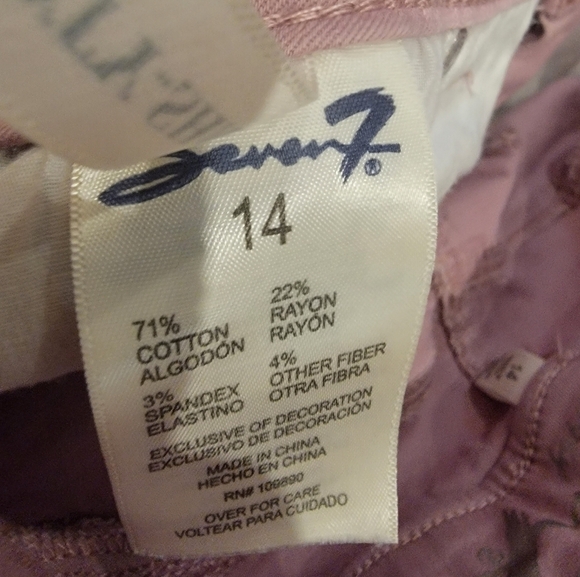 Seven7®
14
71%
COTTON
ALGODÓN
22%
RAYON
RAYÓN
3%
SPANDEX
ELASTINO
4%
OTHER FIBER
OTRA FIBRA
EXCLUSIVE OF DECORATION
EXCLUSIVO DE DECORACIÓN
MADE IN CHINA
HECHO EN CHINA
RN# 109890
OVER FOR CARE
VOLTEAR PARA CUIDADO
14